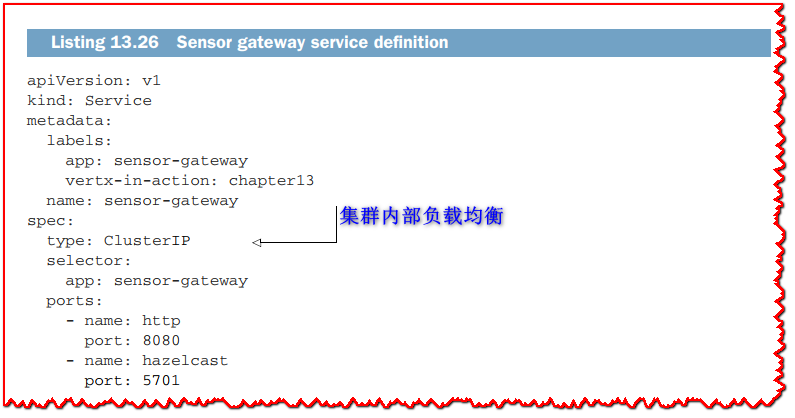 Listing 13.26 Sensor gateway service definition
apiVersion: v1
kind: Service
metadata:
  labels:
    app: sensor-gateway
    vertx-in-action: chapter13
  name: sensor-gateway
spec:
  type: ClusterIP
集群内部负载均衡
  selector:
    app: sensor-gateway
  ports:
    - name: http
      port: 8080
    - name: hazelcast
      port: 5701